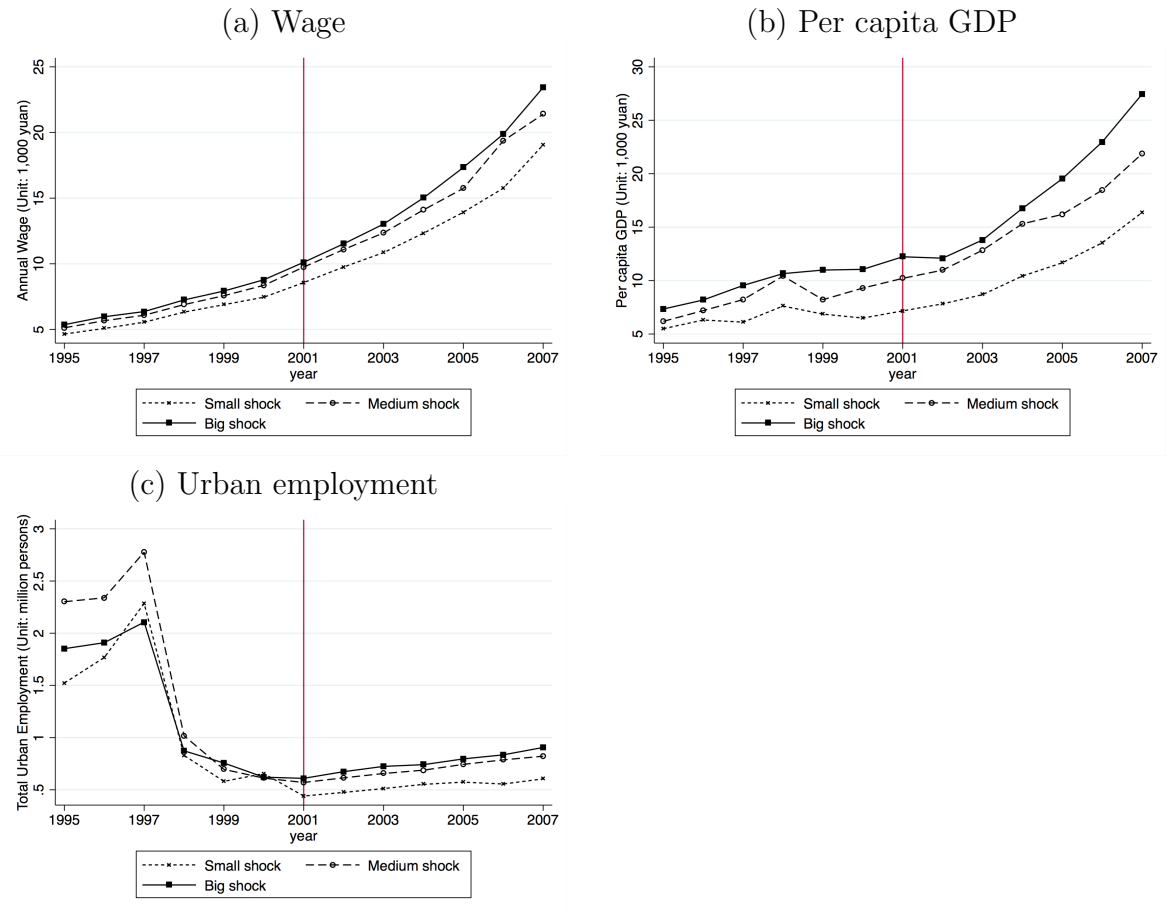 (a) Wage
Annual Wage (Unit: 1,000 yuan)
25
20
15
10
5
1995 1997 1999 2001 2003 2005 2007
year
Small shock Medium shock
Big shock
(b) Per capita GDP
Per capita GDP (Unit: 1,000 yuan)
30
25
20
15
10
5
1995 1997 1999 2001 2003 2005 2007
year
Small shock Medium shock
Big shock
(c) Urban employment
Total Urban Employment (Unit: million persons)
3
2.5
2
1.5
1
.5
1995 1997 1999 2001 2003 2005 2007
year
Small shock Medium shock
Big shock